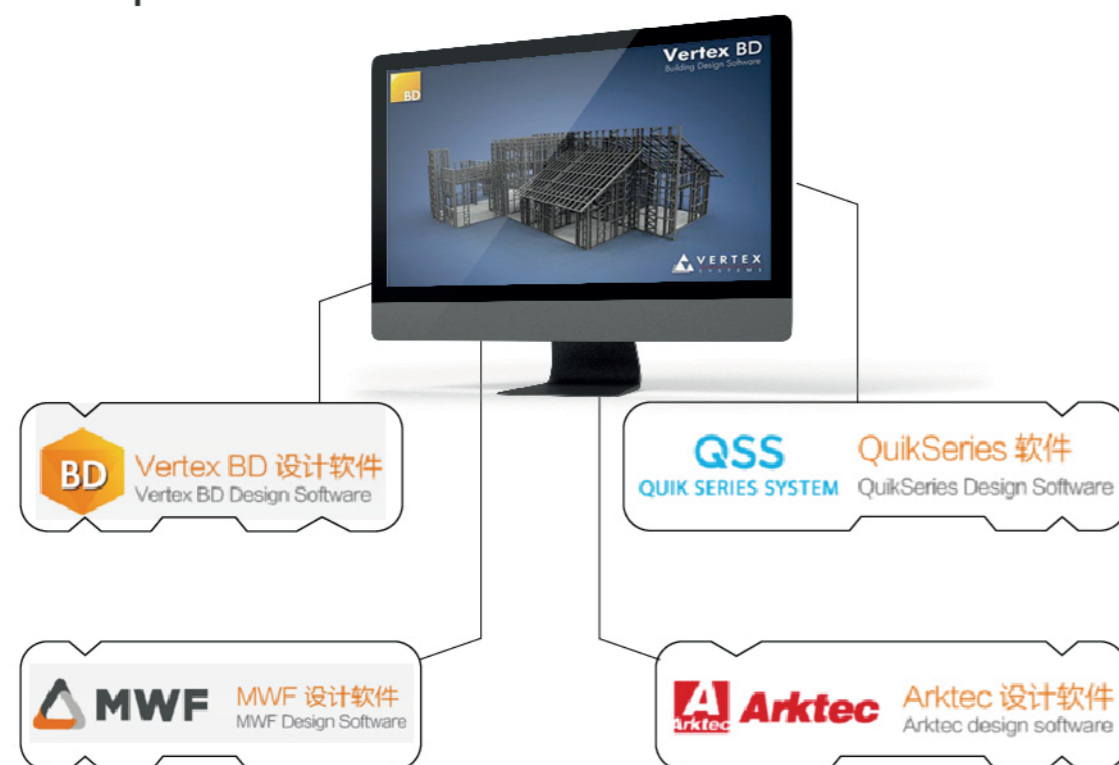 Vertex BD
Building Design Software
BD
VERTEX
SYSTEMS
BD
Vertex BD 设计软件
Vertex BD Design Software
QSS
QUIK SERIES SYSTEM
QuikSeries 软件
QuikSeries Design Software
MWF
MWF 设计软件
MWF Design Software
Arktec
Arktec
Arktec 设计软件
Arktec design software